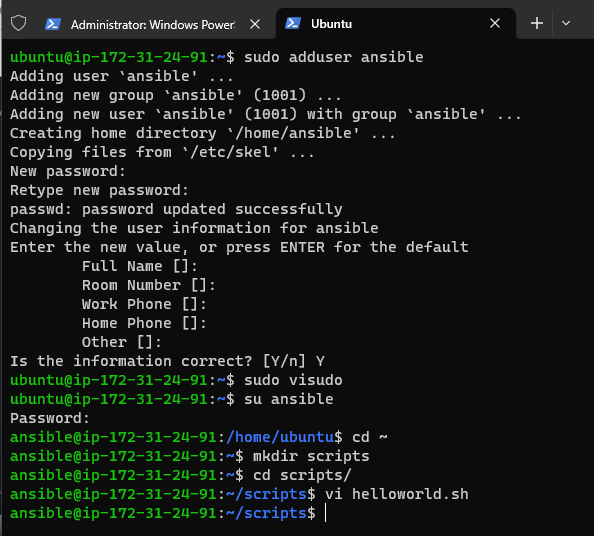 Administrator: Windows PowerS
Ubuntu
ubuntu@ip-172-31-24-91:~$ sudo adduser ansible
Adding user `ansible' ...
Adding new group `ansible' (1001) ...
Adding new user `ansible' (1001) with group `ansible' ...
Creating home directory `/home/ansible' ...
Copying files from `/etc/skel' ...
New password:
Retype new password:
passwd: password updated successfully
Changing the user information for ansible
Enter the new value, or press ENTER for the default
        Full Name []:
        Room Number []:
        Work Phone []:
        Home Phone []:
        Other []:
Is the information correct? [Y/n] Y
ubuntu@ip-172-31-24-91:~$ sudo visudo
ubuntu@ip-172-31-24-91:~$ su ansible
Password:
ansible@ip-172-31-24-91:/home/ubuntu$ cd ~
ansible@ip-172-31-24-91:~$ mkdir scripts
ansible@ip-172-31-24-91:~$ cd scripts/
ansible@ip-172-31-24-91:~/scripts$ vi helloworld.sh
ansible@ip-172-31-24-91:~/scripts$